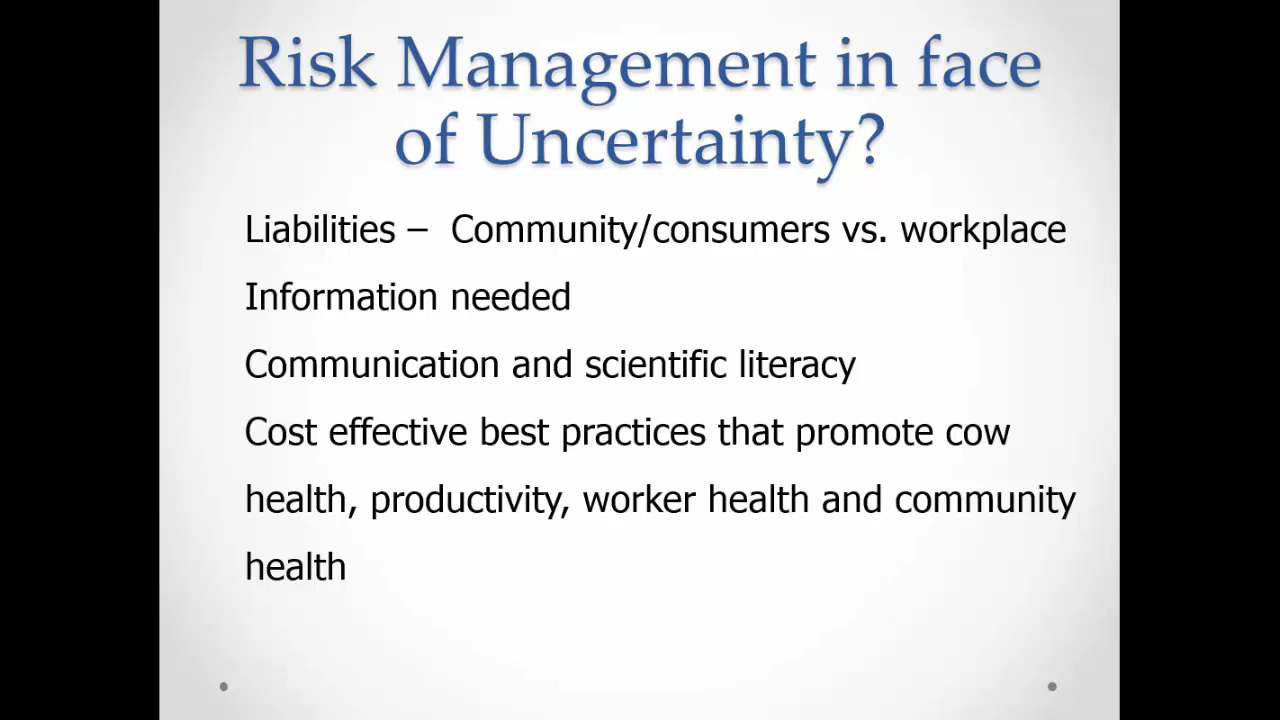 Risk Management in face
of Uncertainty?
Liabilities – Community/consumers vs. workplace
Information needed
Communication and scientific literacy
Cost effective best practices that promote cow
health, productivity, worker health and community
health